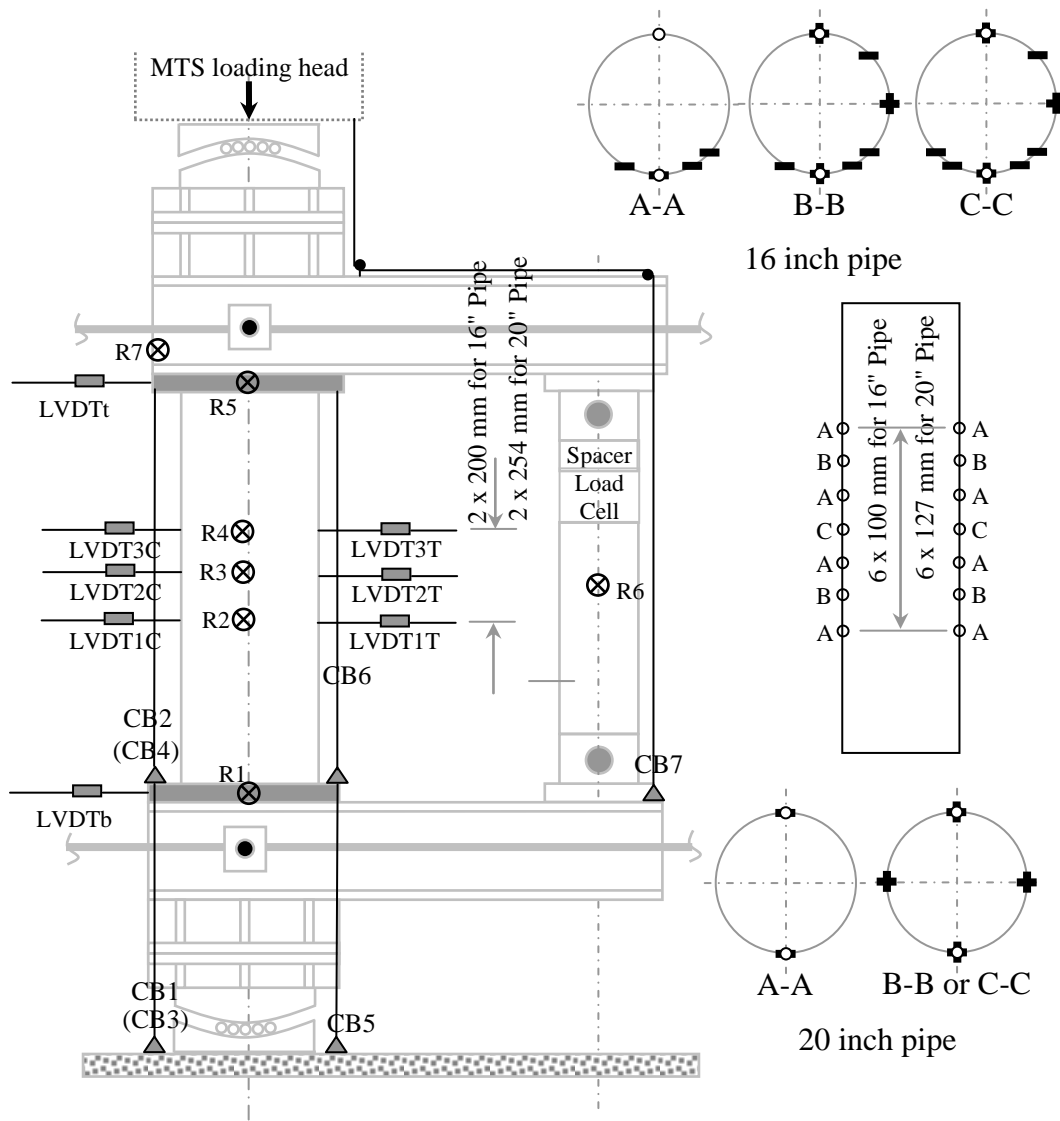 MTS loading head
A-A
B-B
C-C
16 inch pipe
R7
LVDTt
R5
2 x 200 mm for 16" Pipe
2 x 254 mm for 20" Pipe
Spacer
Load
Cell
LVDT3C
R4
LVDT3T
LVDT2C
R3
LVDT2T
R6
LVDT1C
R2
LVDT1T
CB6
CB2
(CB4)
R1
CB7
LVDTb
CB1
(CB3)
CB5
6 x 100 mm for 16" Pipe
6 x 127 mm for 20" Pipe
A A
B B
A A
C C
A A
B B
A A
A-A
B-B or C-C
20 inch pipe